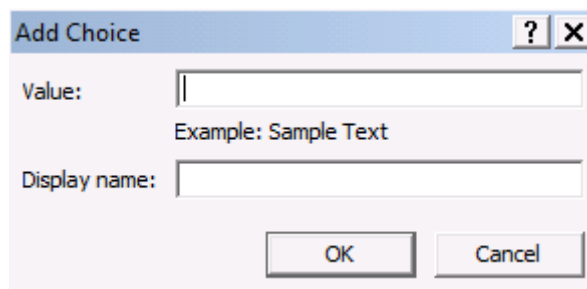 Add Choice ? X
Value:
Example: Sample Text
Display name:
OK Cancel